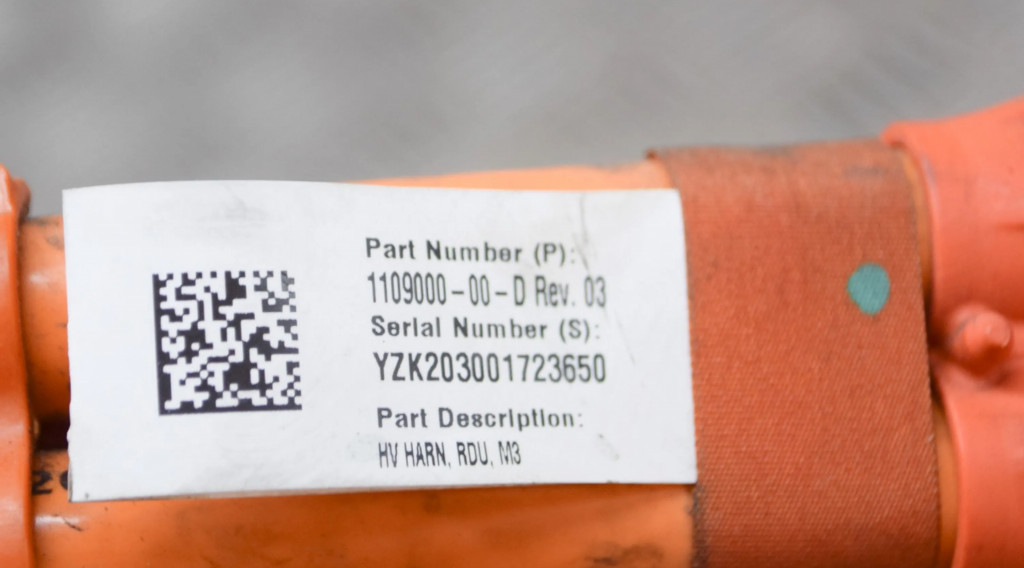 Part Number (P):
1109000-00-D Rev. 03
Serial Number (S):
YZK203001723650
Part Description:
HV HARN, RDU, M3